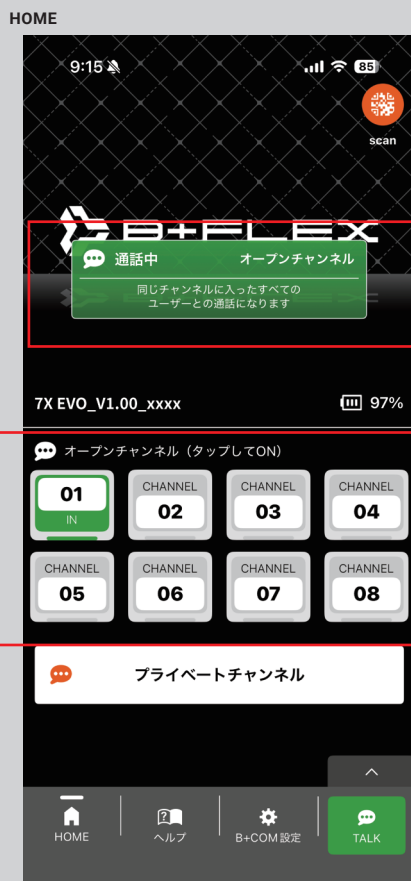 HOME
9:15
85
scan
B+FLEX
通話中
オープンチャンネル
同じチャンネルに入ったすべての
ユーザーとの通話になります
7X EVO_V1.00_xxxx
97%
オープンチャンネル（タップしてON）
01
IN
CHANNEL
02
CHANNEL
03
CHANNEL
04
CHANNEL
05
CHANNEL
06
CHANNEL
07
CHANNEL
08
プライベートチャンネル
HOME
ヘルプ
B+COM 設定
TALK